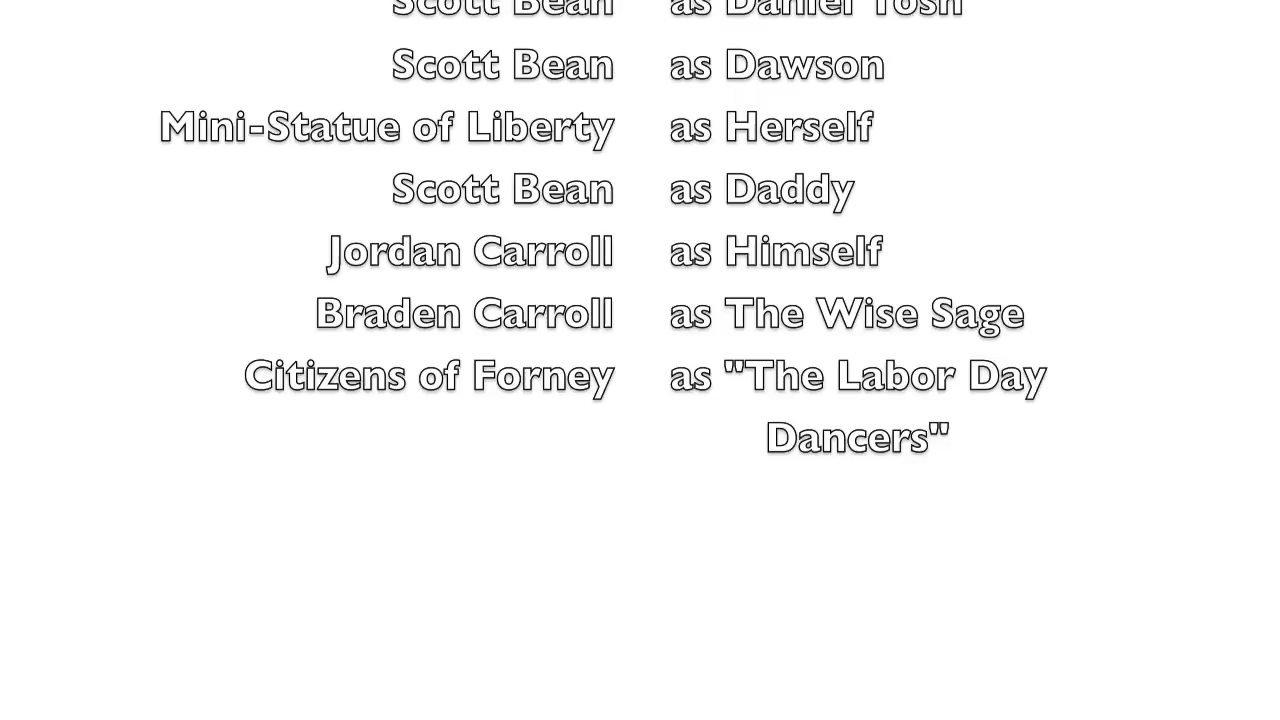 Scott Bean as Daniel Tosh
Scott Bean as Dawson
Mini-Statue of Liberty as Herself
Scott Bean as Daddy
Jordan Carroll as Himself
Braden Carroll as The Wise Sage
Citizens of Forney as "The Labor Day
Dancers"